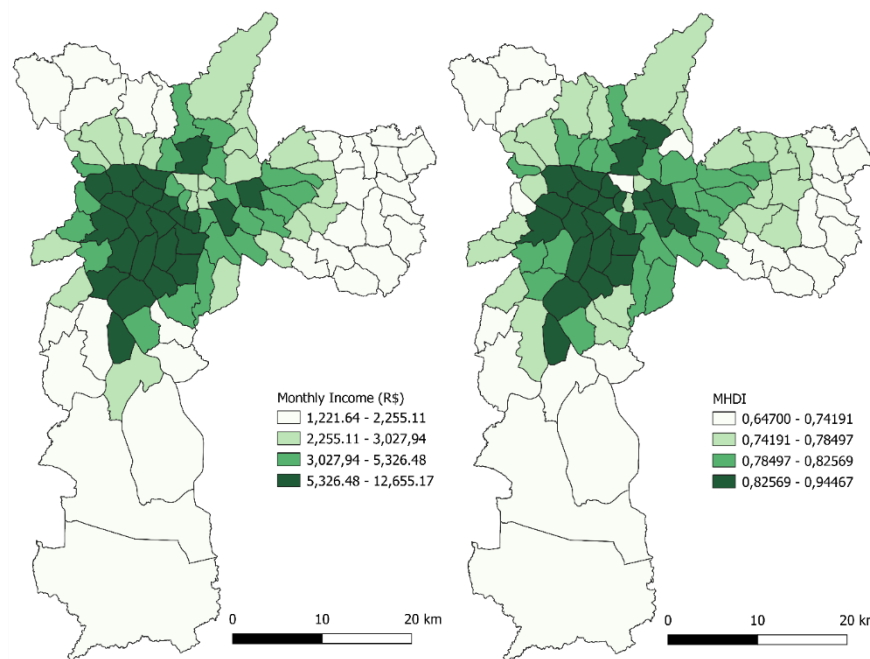 Monthly Income (R$)
1,221.64 - 2,255.11
2,255.11 - 3,027,94
3,027,94 - 5,326.48
5,326.48 - 12,655.17
0 10 20 km
MHDI
0,64700 - 0,74191
0,74191 - 0,78497
0,78497 - 0,82569
0,82569 - 0,94467
0 10 20 km